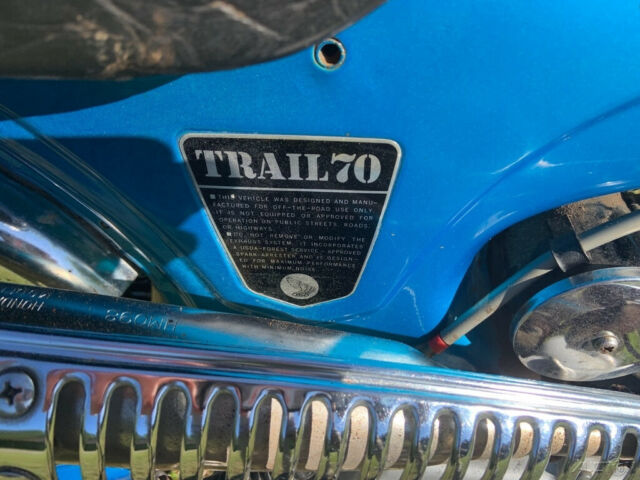 TRAIL70
THIS VEHICLE WAS DESIGNED AND MANU-
FACTURED FOR OFF-THE-ROAD USE ONLY.
IT IS NOT EQUIPPED OR APPROVED FOR
OPERATION ON PUBLIC STREETS, ROADS,
OR HIGHWAYS.
DO NOT REMOVE OR MODIFY THE
EXHAUST SYSTEM. IT INCORPORATES
A USDA-FOREST SERVICE-APPROVED
SPARK-ARRESTER AND IS DESIGN-
ED FOR MAXIMUM PERFORMANCE
WITH MINIMUM NOISE.
HONDA
HM098